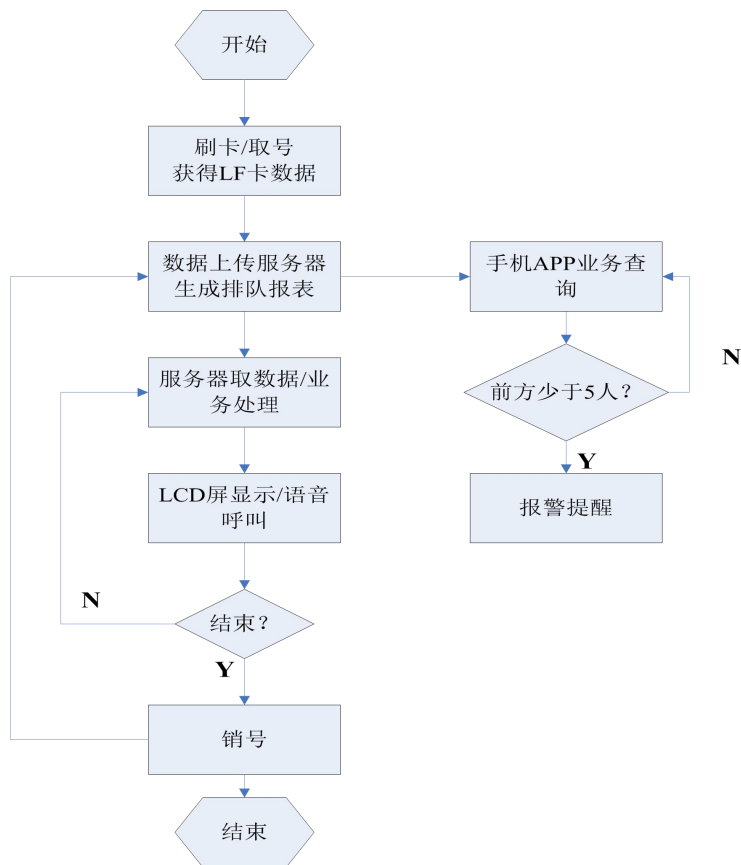 开始
刷卡/取号
获得LF卡数据
数据上传服务器
生成排队报表
手机APP业务查
询
服务器取数据/业
务处理
前方少于5人？
N
Y
LCD屏显示/语音
呼叫
报警提醒
结束？
N
Y
销号
结束